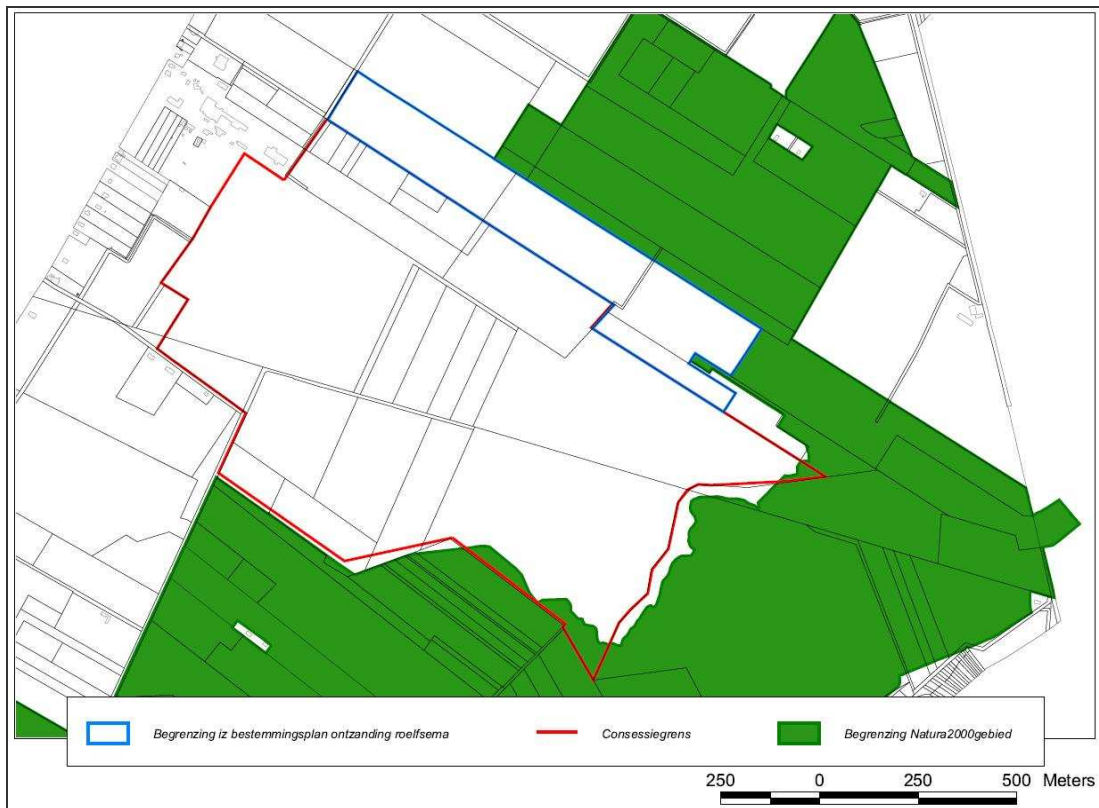 Begrenzing iz bestemmingsplan ontzanding roelfsema
Consessiegrens
Begrenzing Natura2000gebied
250 0 250 500 Meters